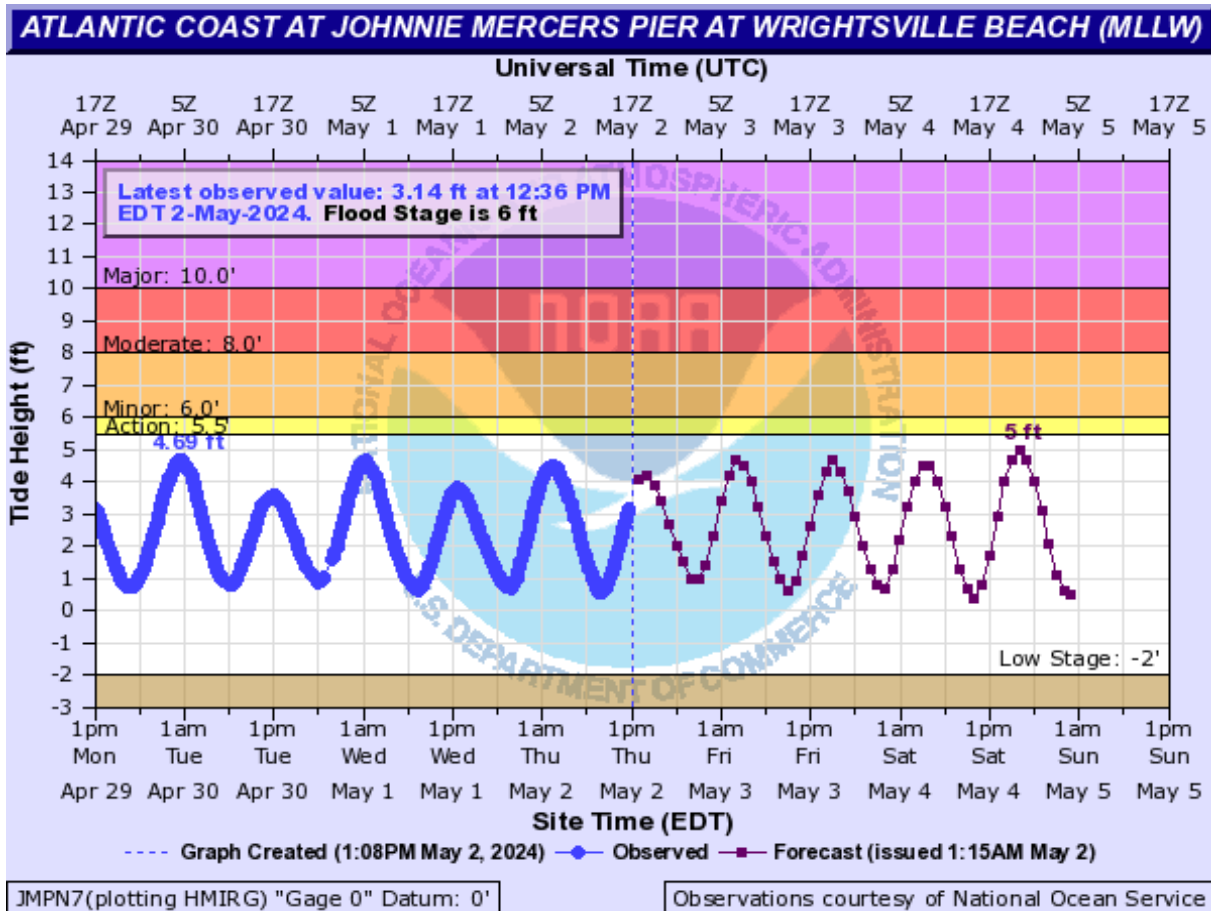 ATLANTIC COAST AT JOHNNIE MERCERS PIER AT WRIGHTSVILLE BEACH (MLLW)
Universal Time (UTC)
17Z 5Z 17Z 5Z 17Z 5Z 17Z 5Z 17Z 5Z 17Z 5Z 17Z
Apr 29 Apr 30 Apr 30 May 1 May 1 May 2 May 2 May 3 May 3 May 4 May 4 May 5 May 5
Latest observed value: 3.14 ft at 12:36 PM
EDT 2-May-2024. Flood Stage is 6 ft
Tide Height (ft)
14
13
12
11
10
9
8
7
6
5
4
3
2
1
0
-1
-2
-3
Major: 10.0'
Moderate: 8.0'
Minor: 6.0'
Action: 5.5'
4.69 ft
5 ft
Low Stage: -2'
NATIONAL OCEANIC AND ATMOSPHERIC ADMINISTRATION
NOAA
U.S. DEPARTMENT OF COMMERCE
1pm 1am 1pm 1am 1pm 1am 1pm 1am 1pm 1am 1pm 1am 1pm
Mon Tue Tue Wed Wed Thu Thu Fri Fri Sat Sat Sun Sun
Apr 29 Apr 30 Apr 30 May 1 May 1 May 2 May 2 May 3 May 3 May 4 May 4 May 5 May 5
Site Time (EDT)
Graph Created (1:08PM May 2, 2024) Observed Forecast (issued 1:15AM May 2)
JMPN7(plotting HMIRG) "Gage 0" Datum: 0'
Observations courtesy of National Ocean Service